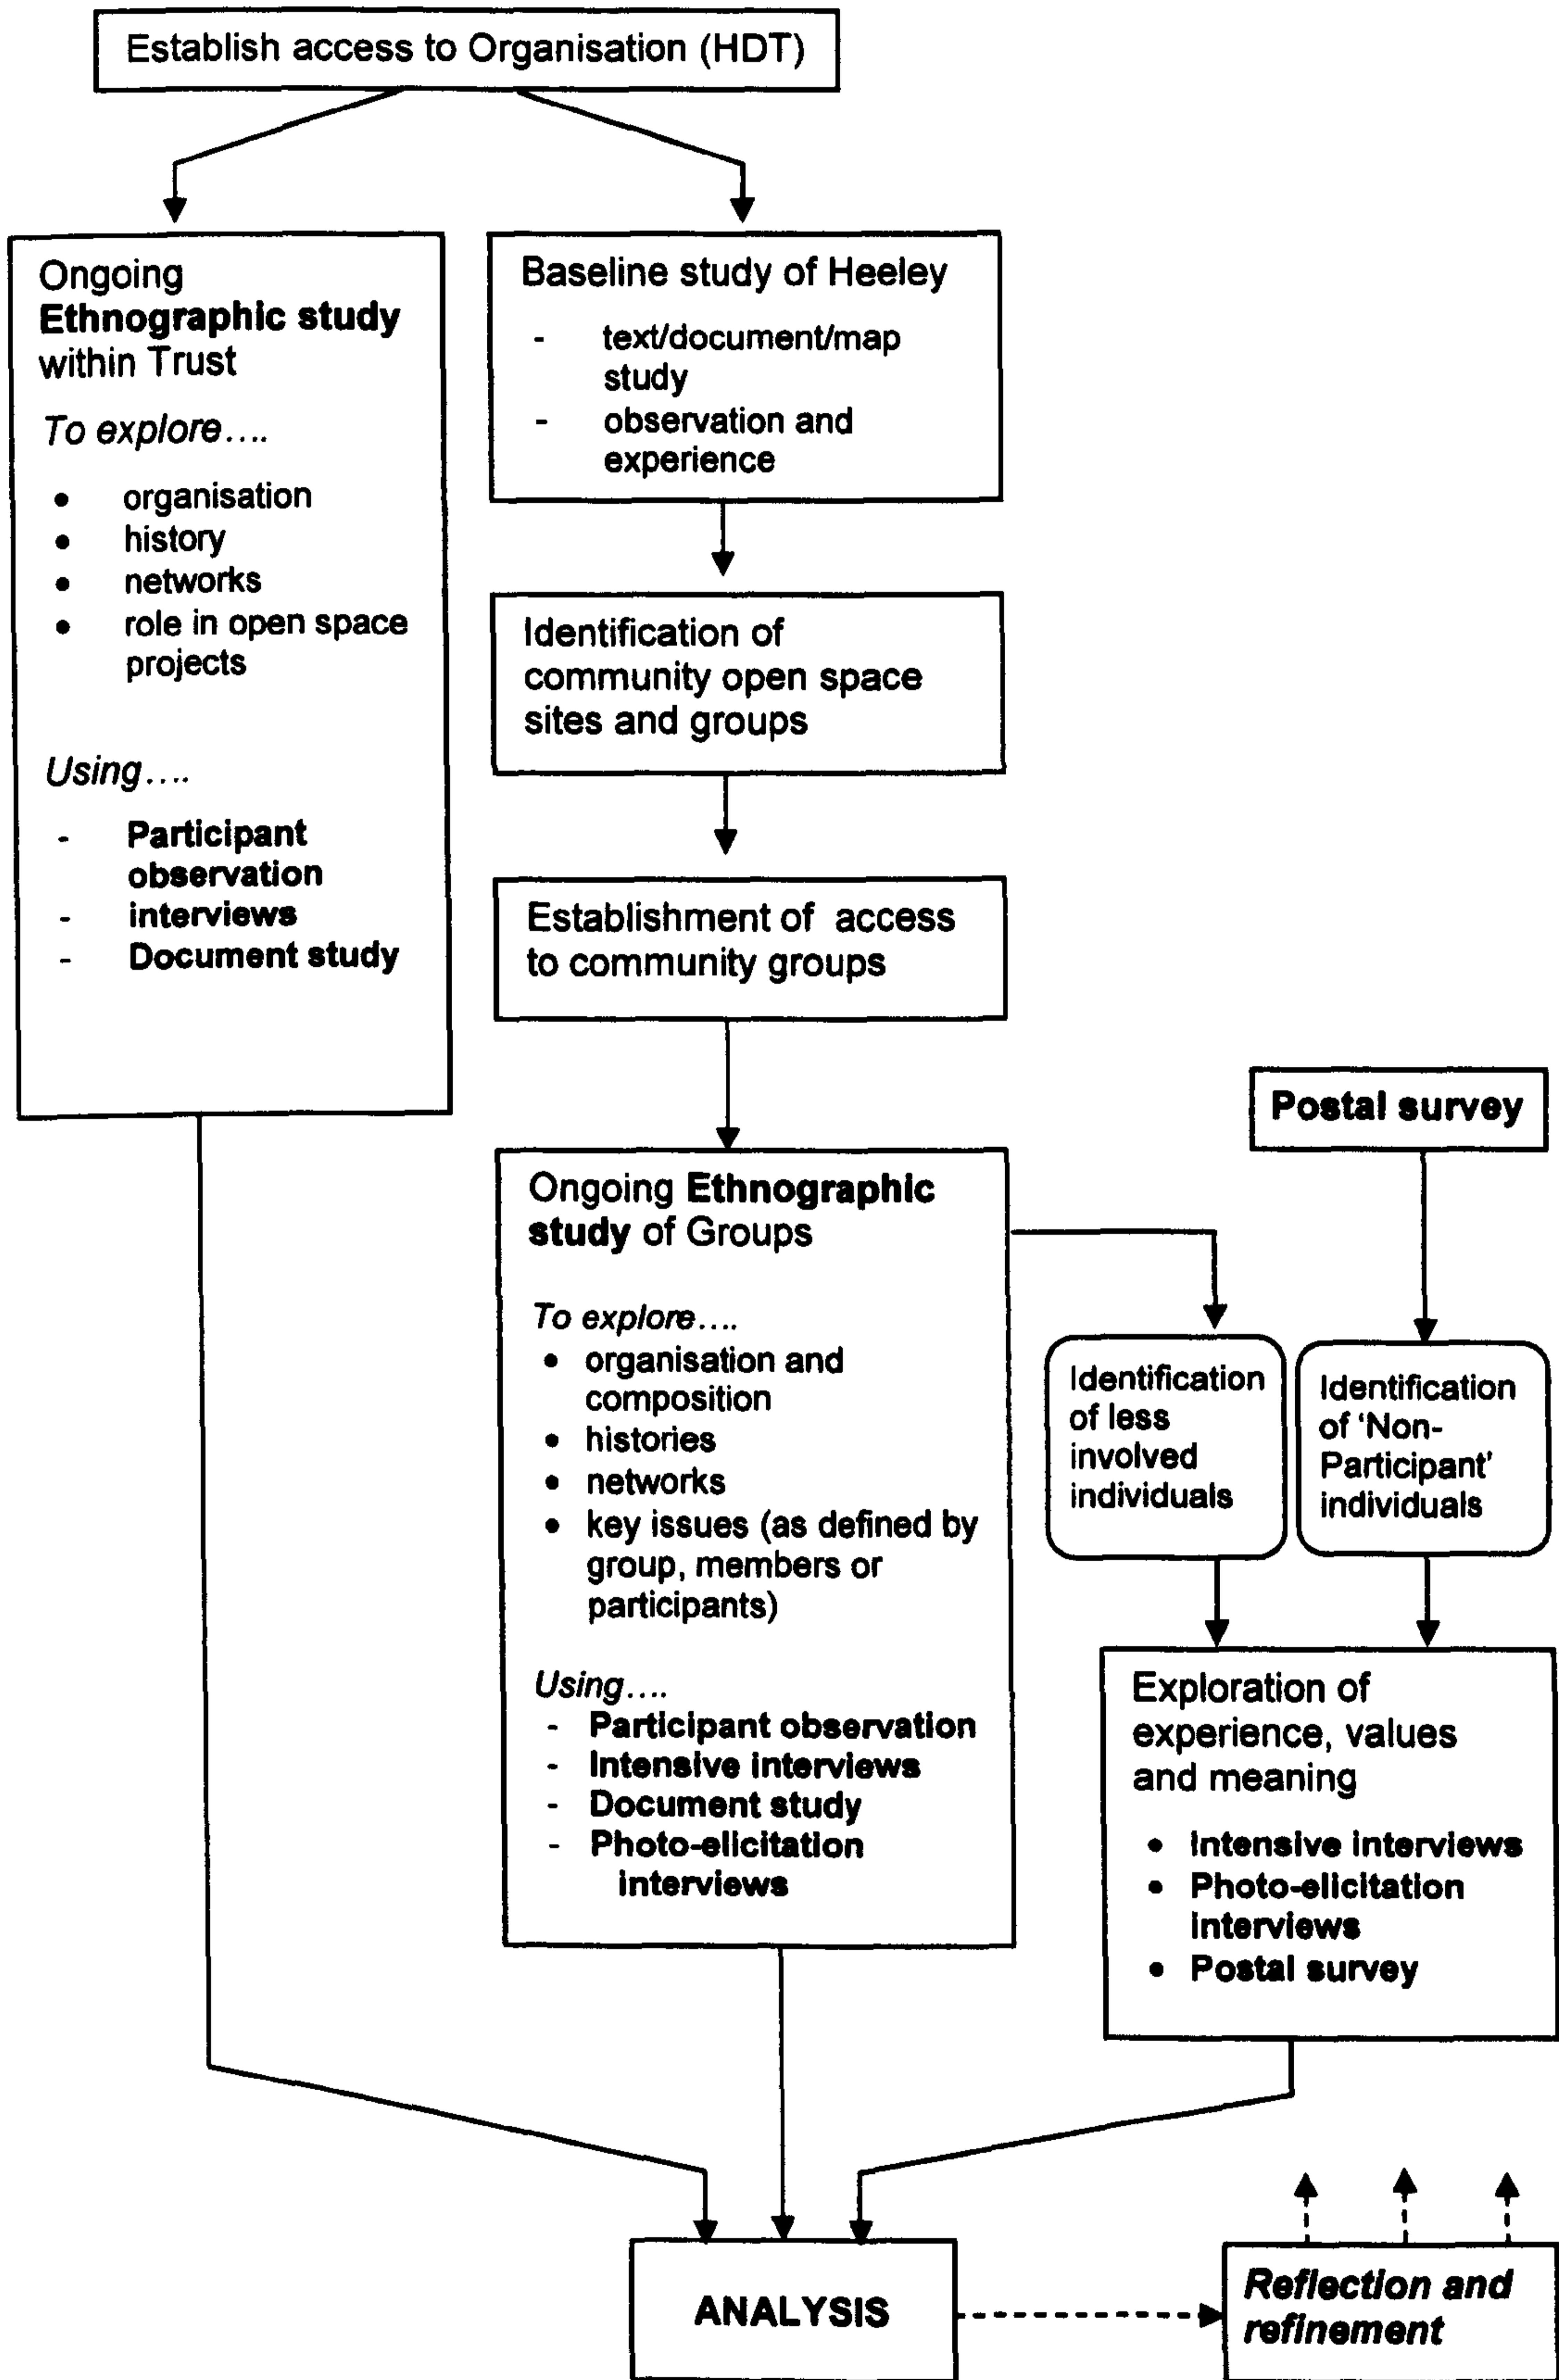 Establish access to Organisation (HDT)
Ongoing
Ethnographic study
within Trust
To explore....
• organisation
• history
• networks
• role in open space
projects
Using....
- Participant
observation
- interviews
- Document study
Baseline study of Heeley
- text/document/map
study
- observation and
experience
Identification of
community open space
sites and groups
Establishment of access
to community groups
Ongoing Ethnographic
study of Groups
To explore....
• organisation and
composition
• histories
• networks
• key issues (as defined by
group, members or
participants)
Using....
- Participant observation
- Intensive interviews
- Document study
- Photo-elicitation
interviews
Postal survey
Identification
of less
involved
individuals
Identification
of 'Non-
Participant'
individuals
Exploration of
experience, values
and meaning
• Intensive interviews
• Photo-elicitation
interviews
• Postal survey
ANALYSIS
Reflection and
refinement